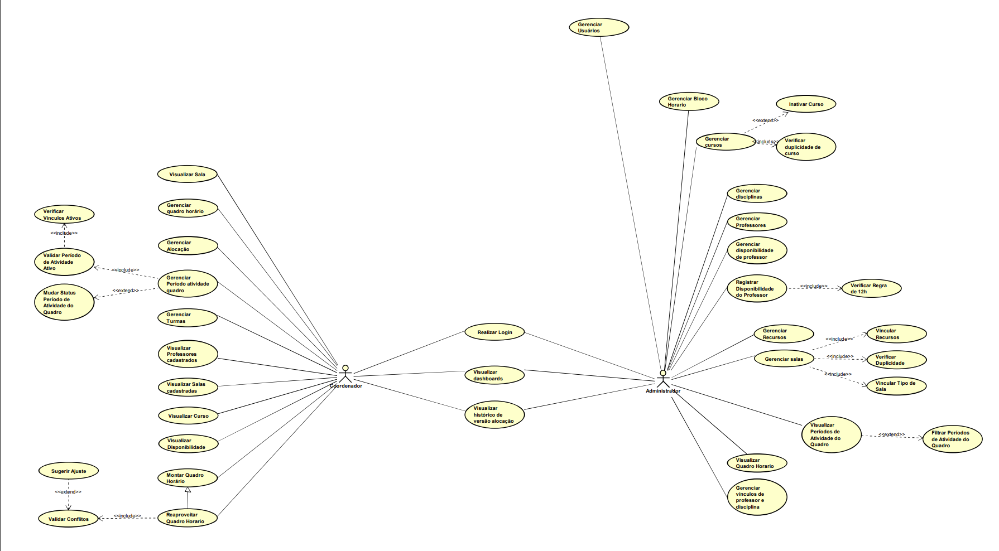 Gerenciar
Usuários
Gerenciar Bloco
Horario
Inativar Curso
<<extend>>
Gerenciar
cursos
<<include>>
Verificar
duplicidade de
curso
Visualizar Sala
Gerenciar
quadro horário
Gerenciar
disciplinas
Verificar
Vínculos Ativos
<<include>>
Gerenciar
Professores
Gerenciar
Alocação
Gerenciar
disponibilidade
de professor
Validar Período
de Atividade
Ativo
<<include>>
Gerenciar
Período atividade
quadro
Registrar
Disponibilidade
do Professor
<<include>>
Verificar Regra
de 12h
Mudar Status
Período de
Atividade do
Quadro
<<extend>>
Gerenciar
Turmas
Realizar Login
Gerenciar
Recursos
<<include>>
Vincular
Recursos
Visualizar
Professores
cadastrados
Gerenciar salas
<<include>>
Verificar
Duplicidade
<<include>>
Vincular Tipo de
Sala
Visualizar Salas
cadastradas
Coordenador
Visualizar
dashboards
Administrador
Visualizar Curso
Visualizar
histórico de
versão alocação
Visualizar
Disponibilidade
Visualizar
Períodos de
Atividade do
Quadro
<<extend>>
Filtrar Períodos
de Atividade do
Quadro
Sugerir Ajuste
<<extend>>
Montar Quadro
Horário
Visualizar
Quadro Horario
Validar Conflitos
<<include>>
Reaproveitar
Quadro Horario
Gerenciar
vínculos de
professor e
disciplina